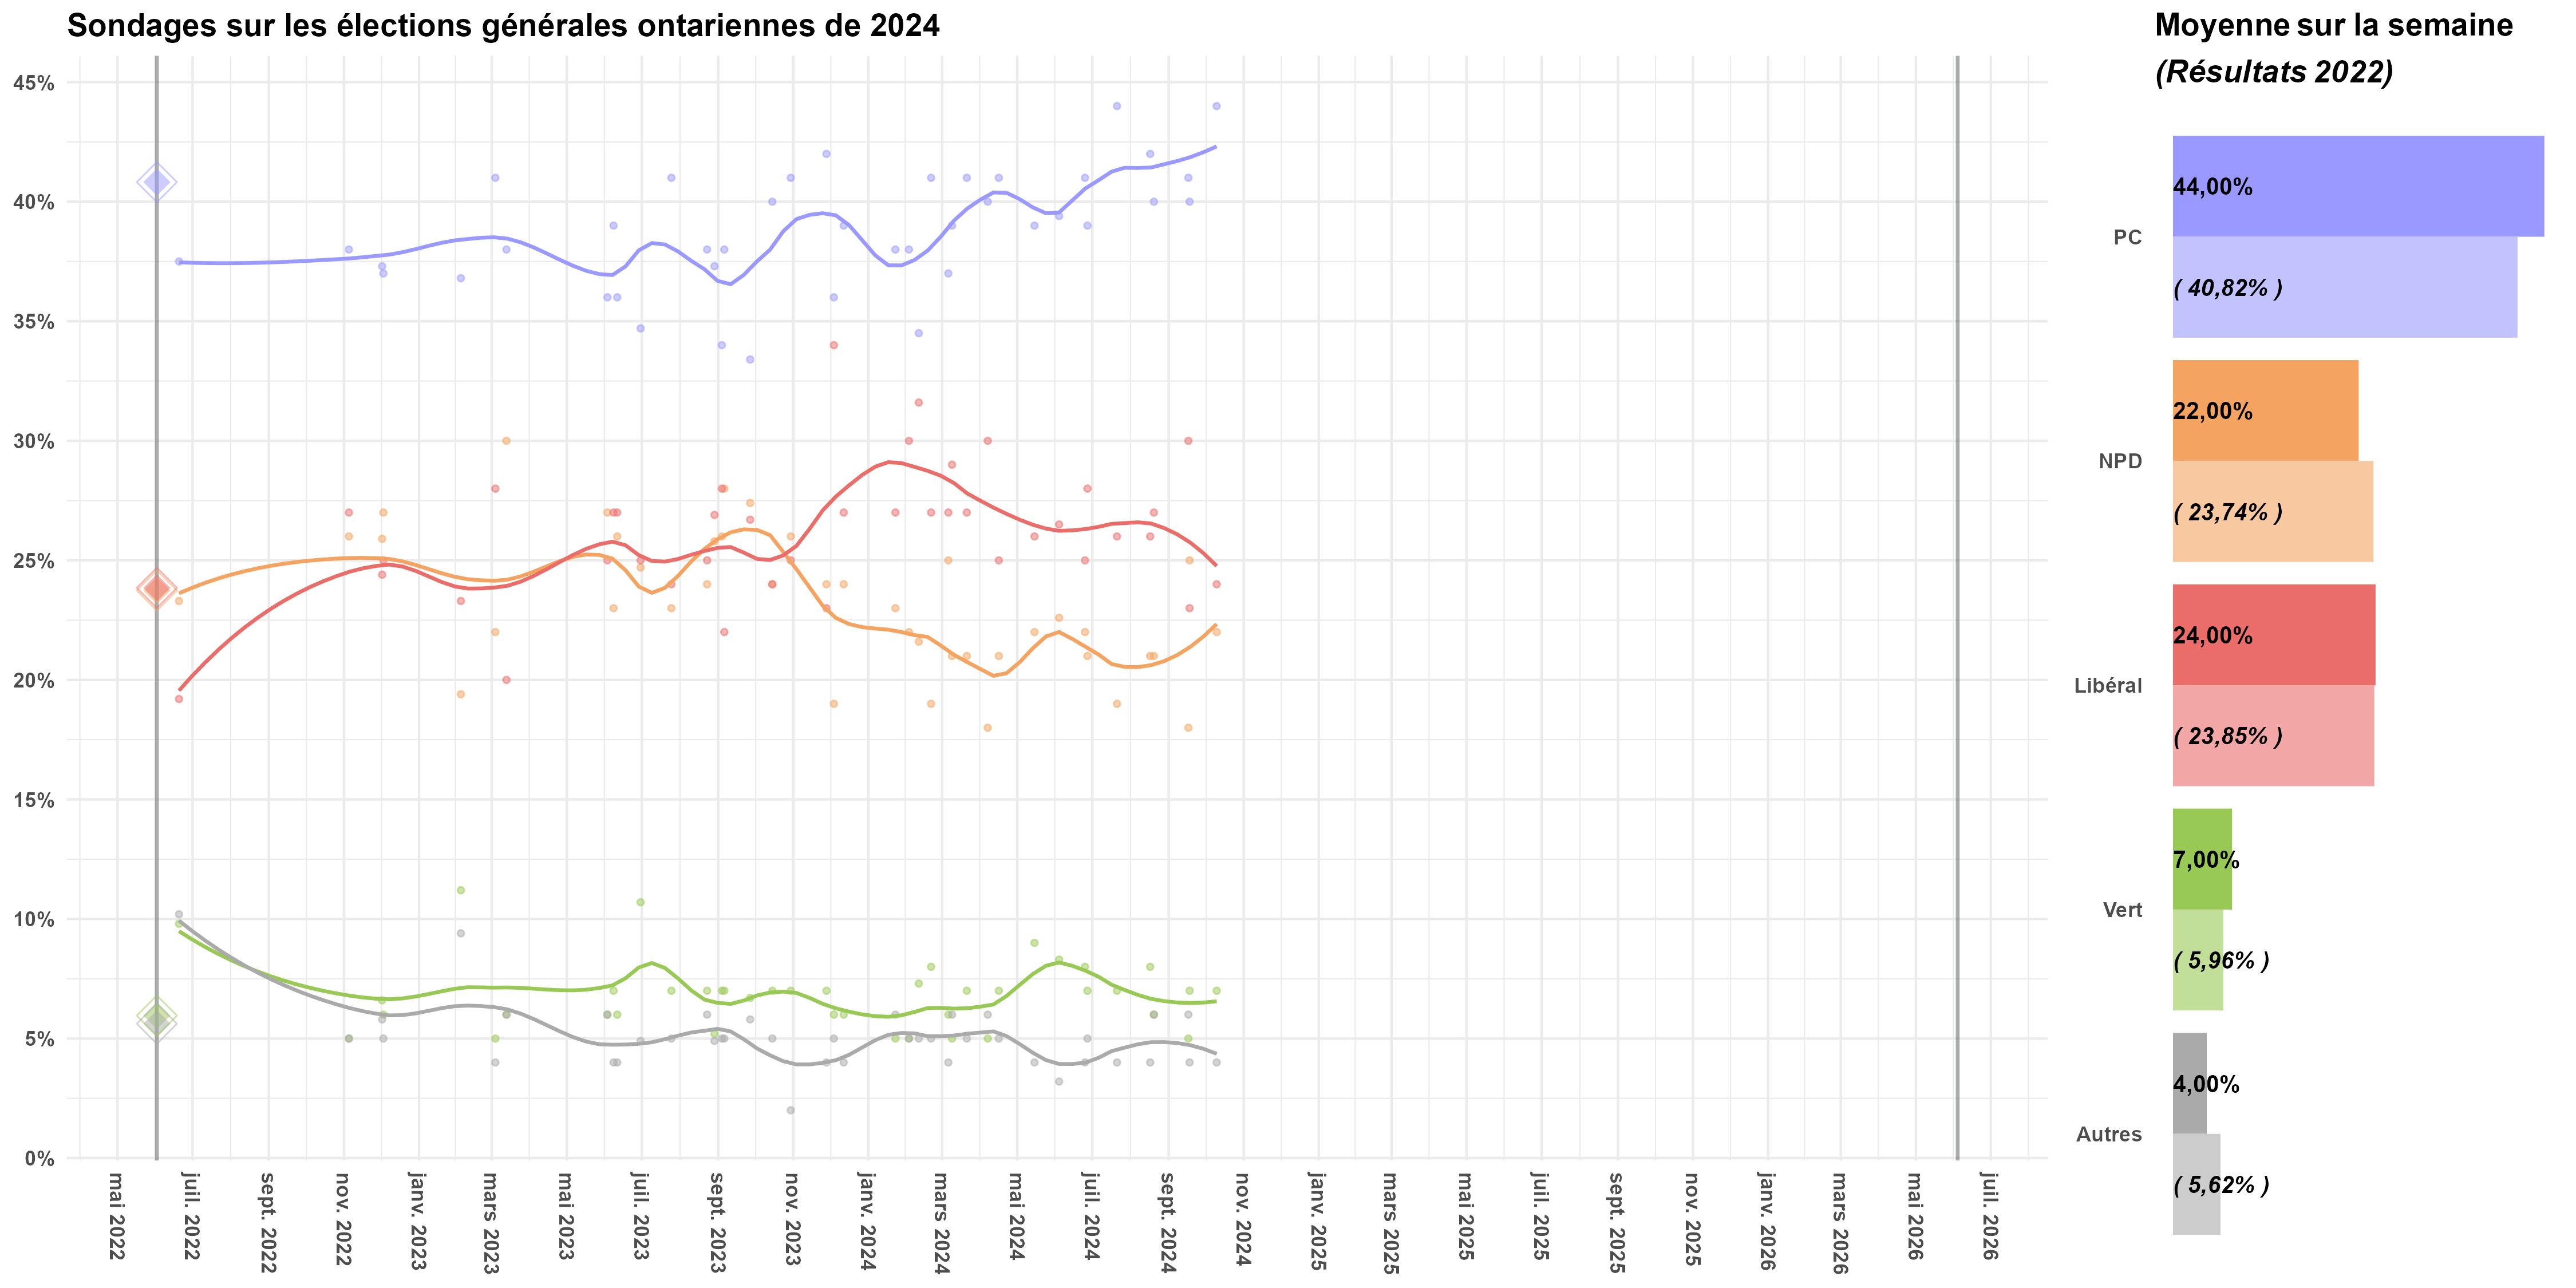 Sondages sur les élections générales ontariennes de 2024
45%
40%
35%
30%
25%
20%
15%
10%
5%
0%
mai 2022
juil. 2022
sept. 2022
nov. 2022
janv. 2023
mars 2023
mai 2023
juil. 2023
sept. 2023
nov. 2023
janv. 2024
mars 2024
mai 2024
juil. 2024
sept. 2024
nov. 2024
janv. 2025
mars 2025
mai 2025
juil. 2025
sept. 2025
nov. 2025
janv. 2026
mars 2026
mai 2026
juil. 2026
Moyenne sur la semaine
(Résultats 2022)
PC
44,00%
( 40,82% )
NPD
22,00%
( 23,74% )
Libéral
24,00%
( 23,85% )
Vert
7,00%
( 5,96% )
Autres
4,00%
( 5,62% )